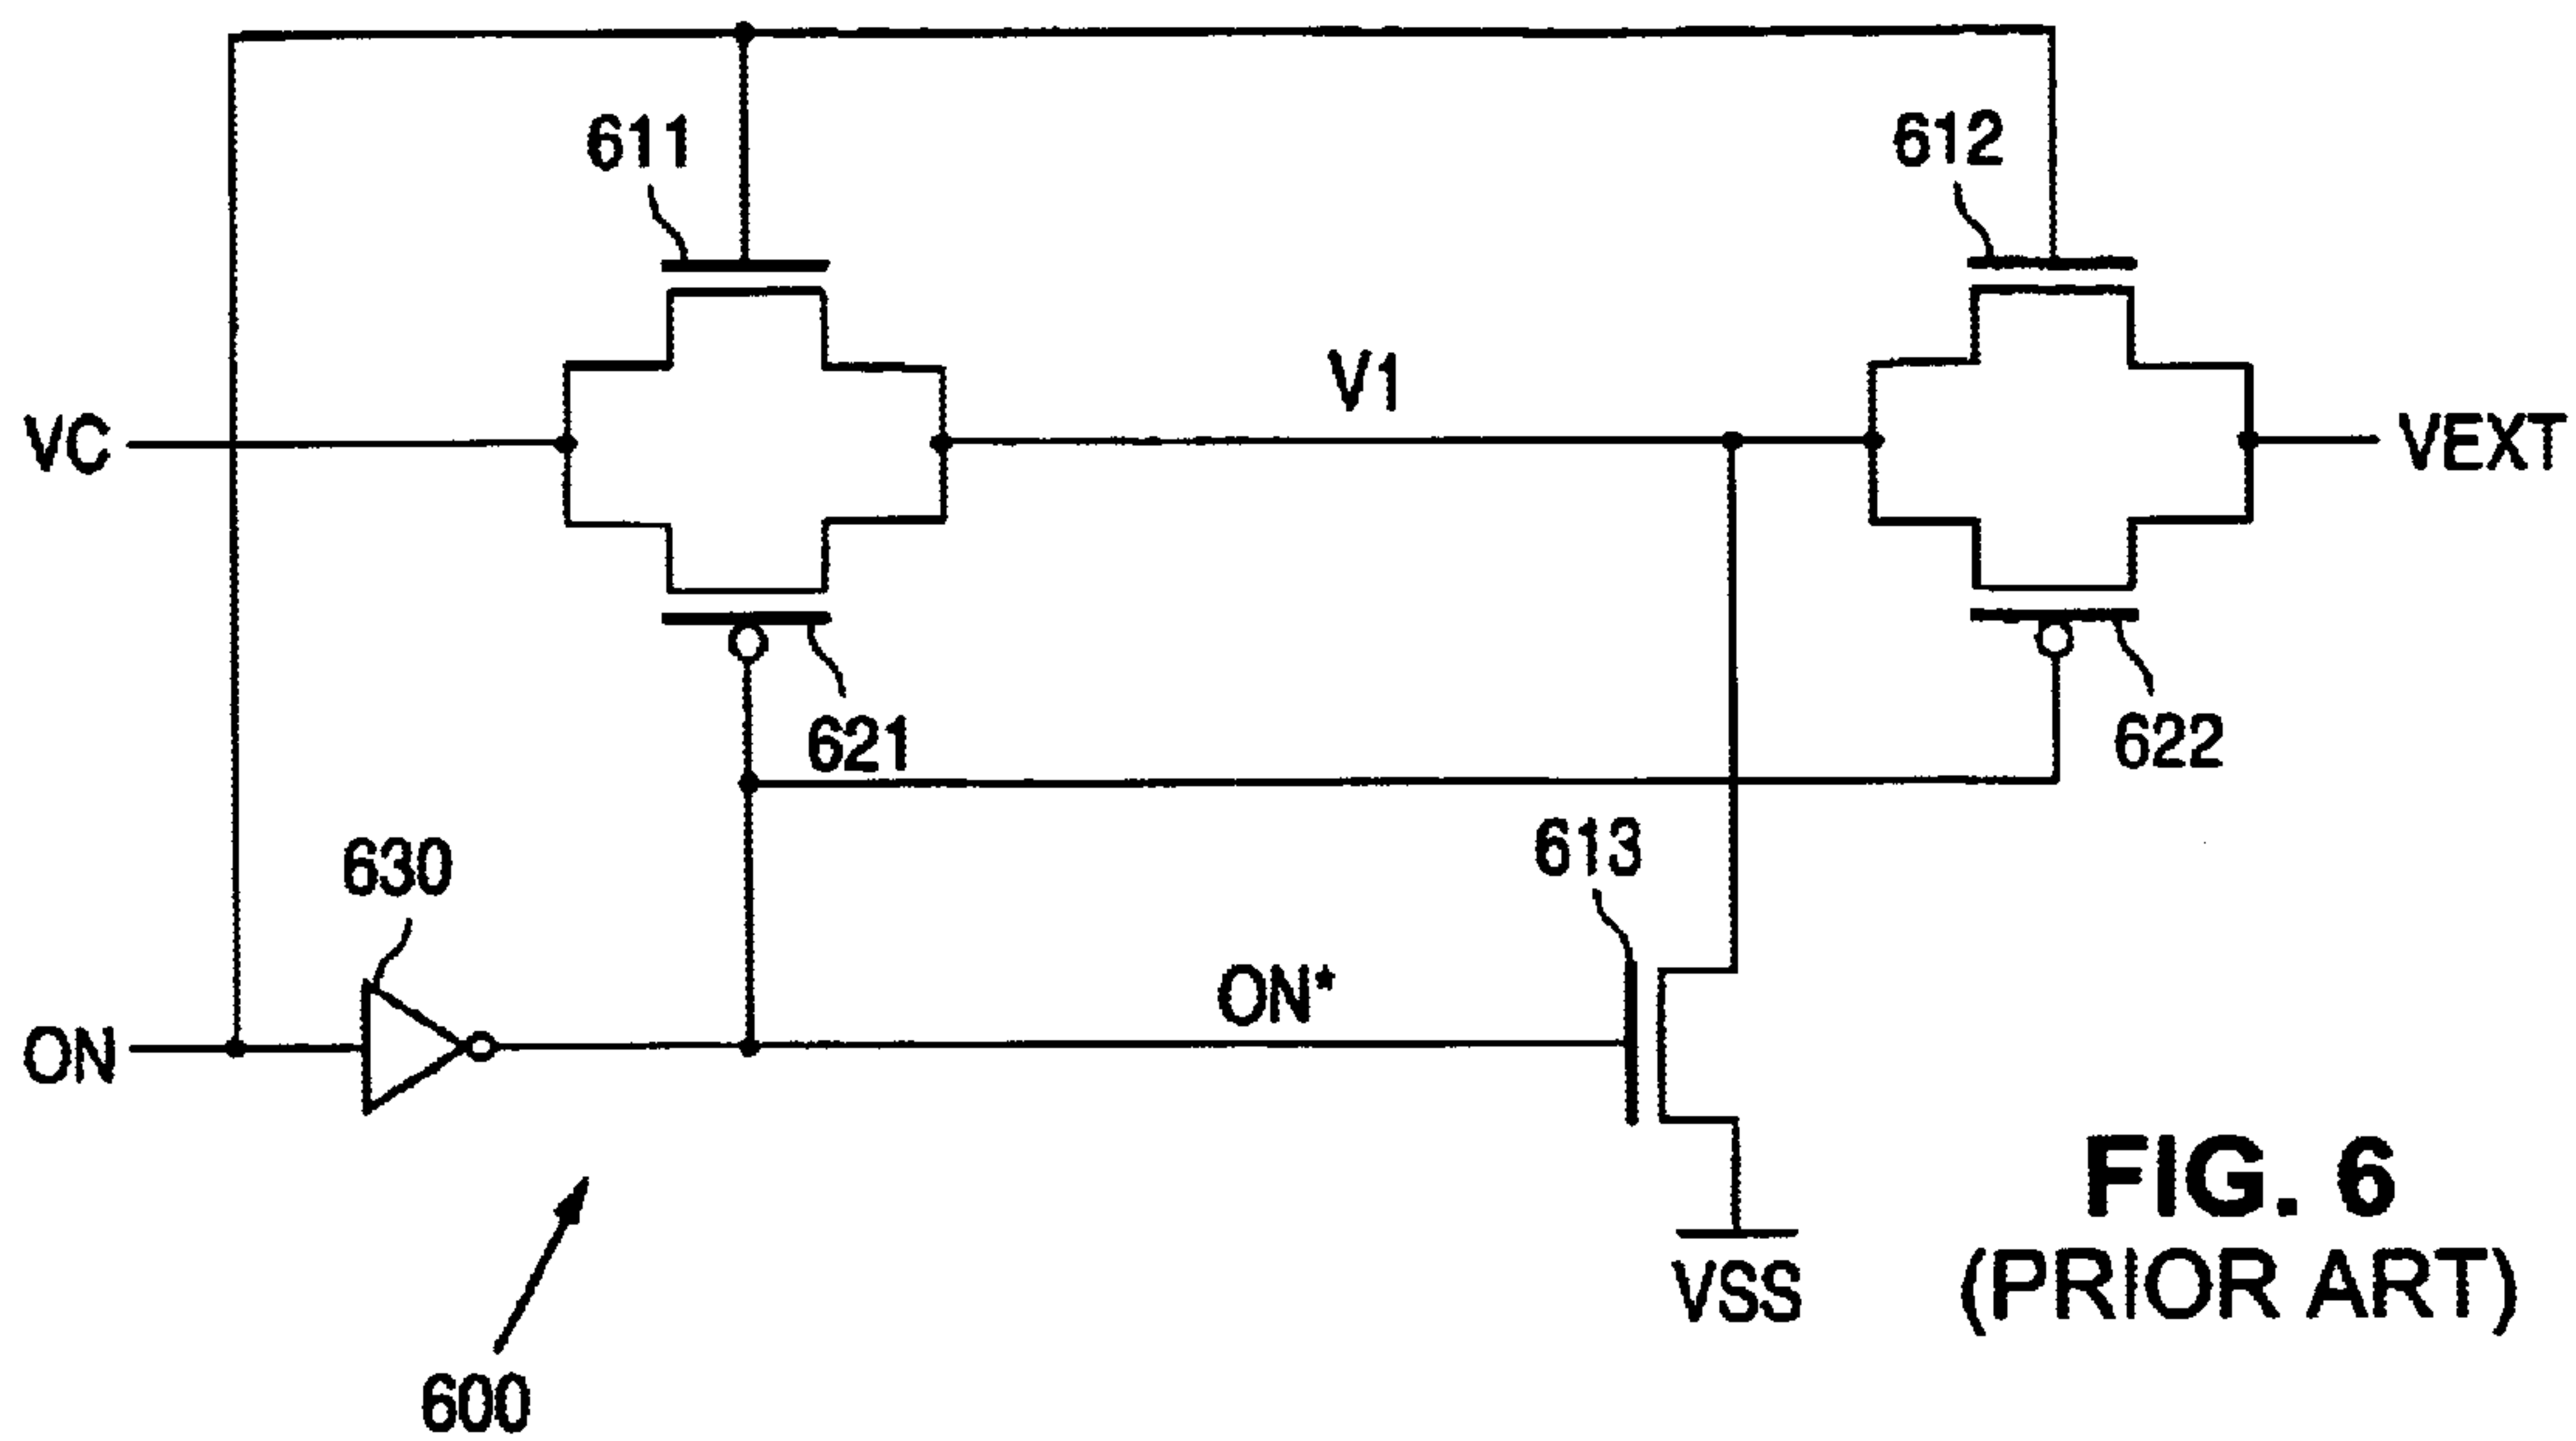 611
612
VC
V1
VEXT
621
622
630
613
ON
ON*
VSS
600
FIG. 6
(PRIOR ART)